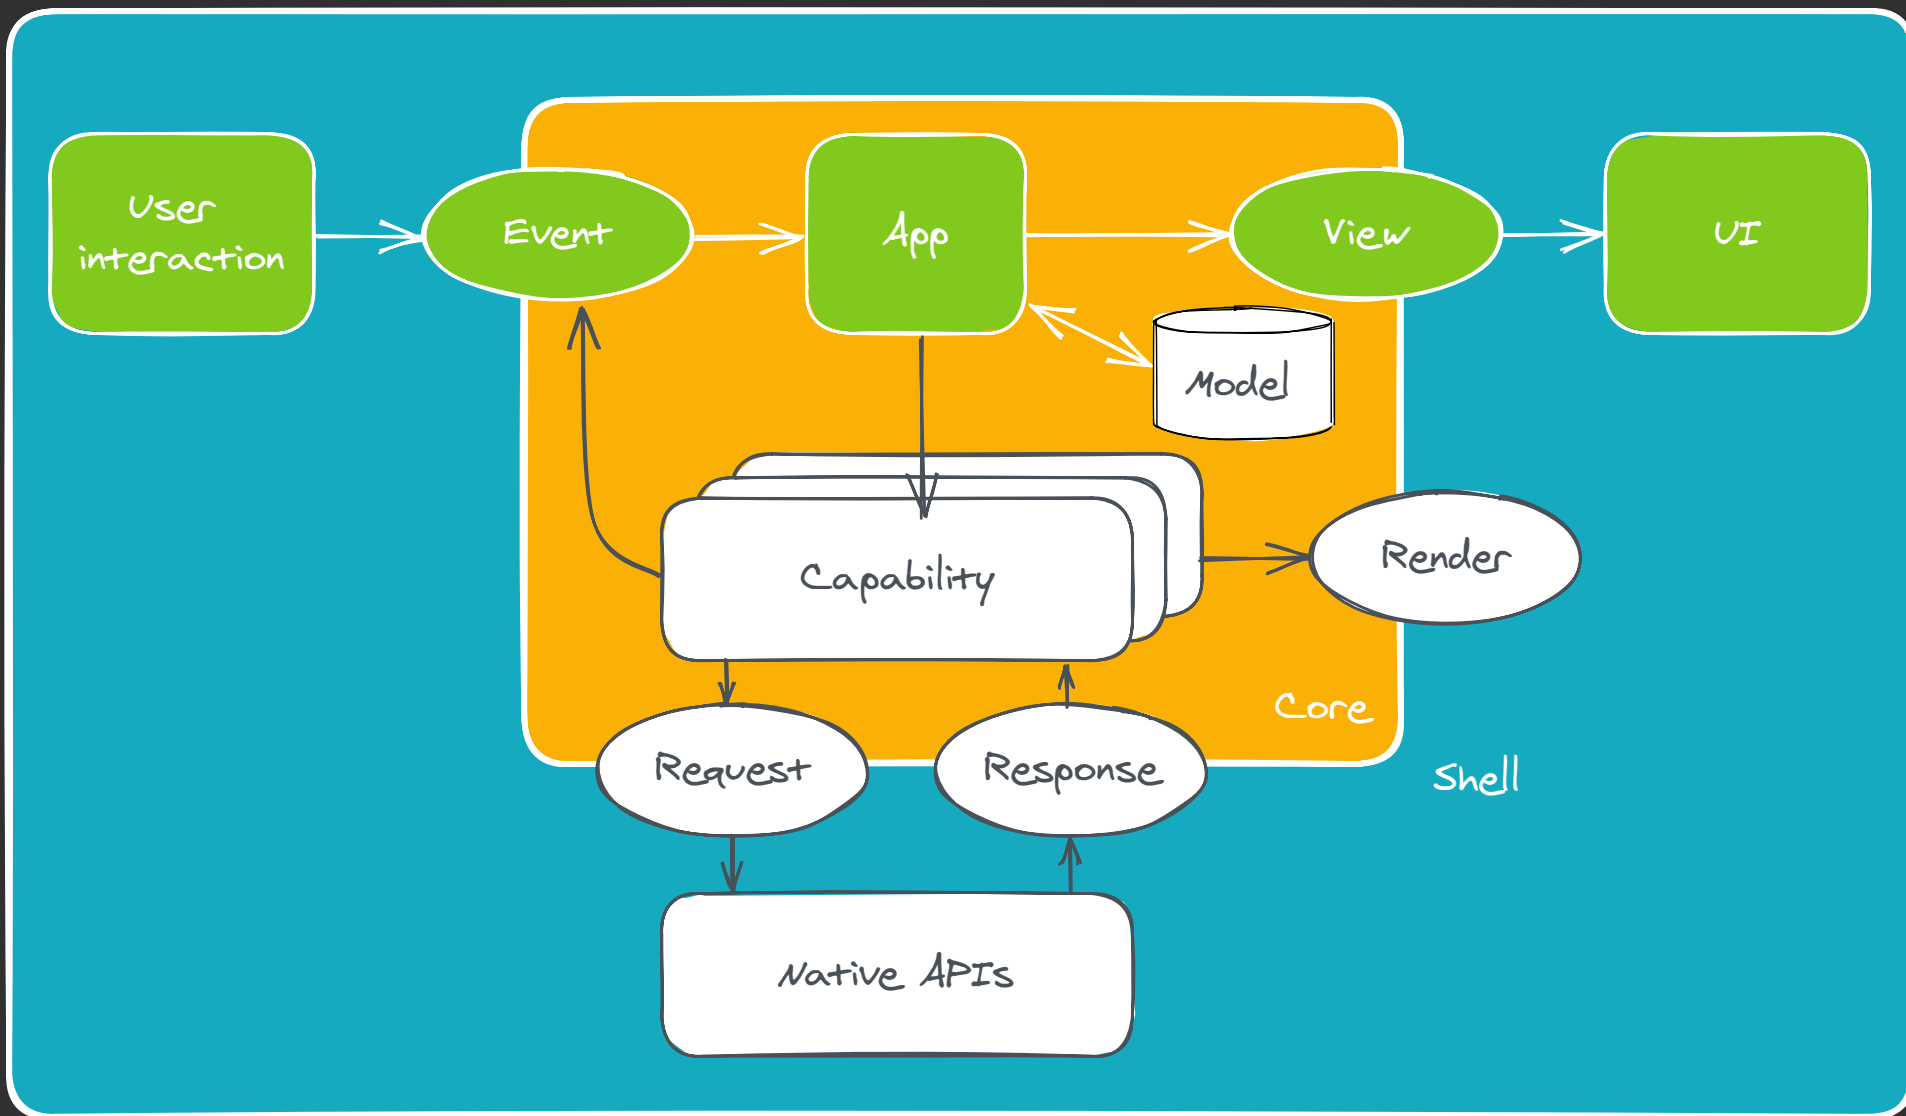 User
interaction
Event
App
View
UI
Model
Capability
Render
Core
Request
Response
Shell
Native APIs